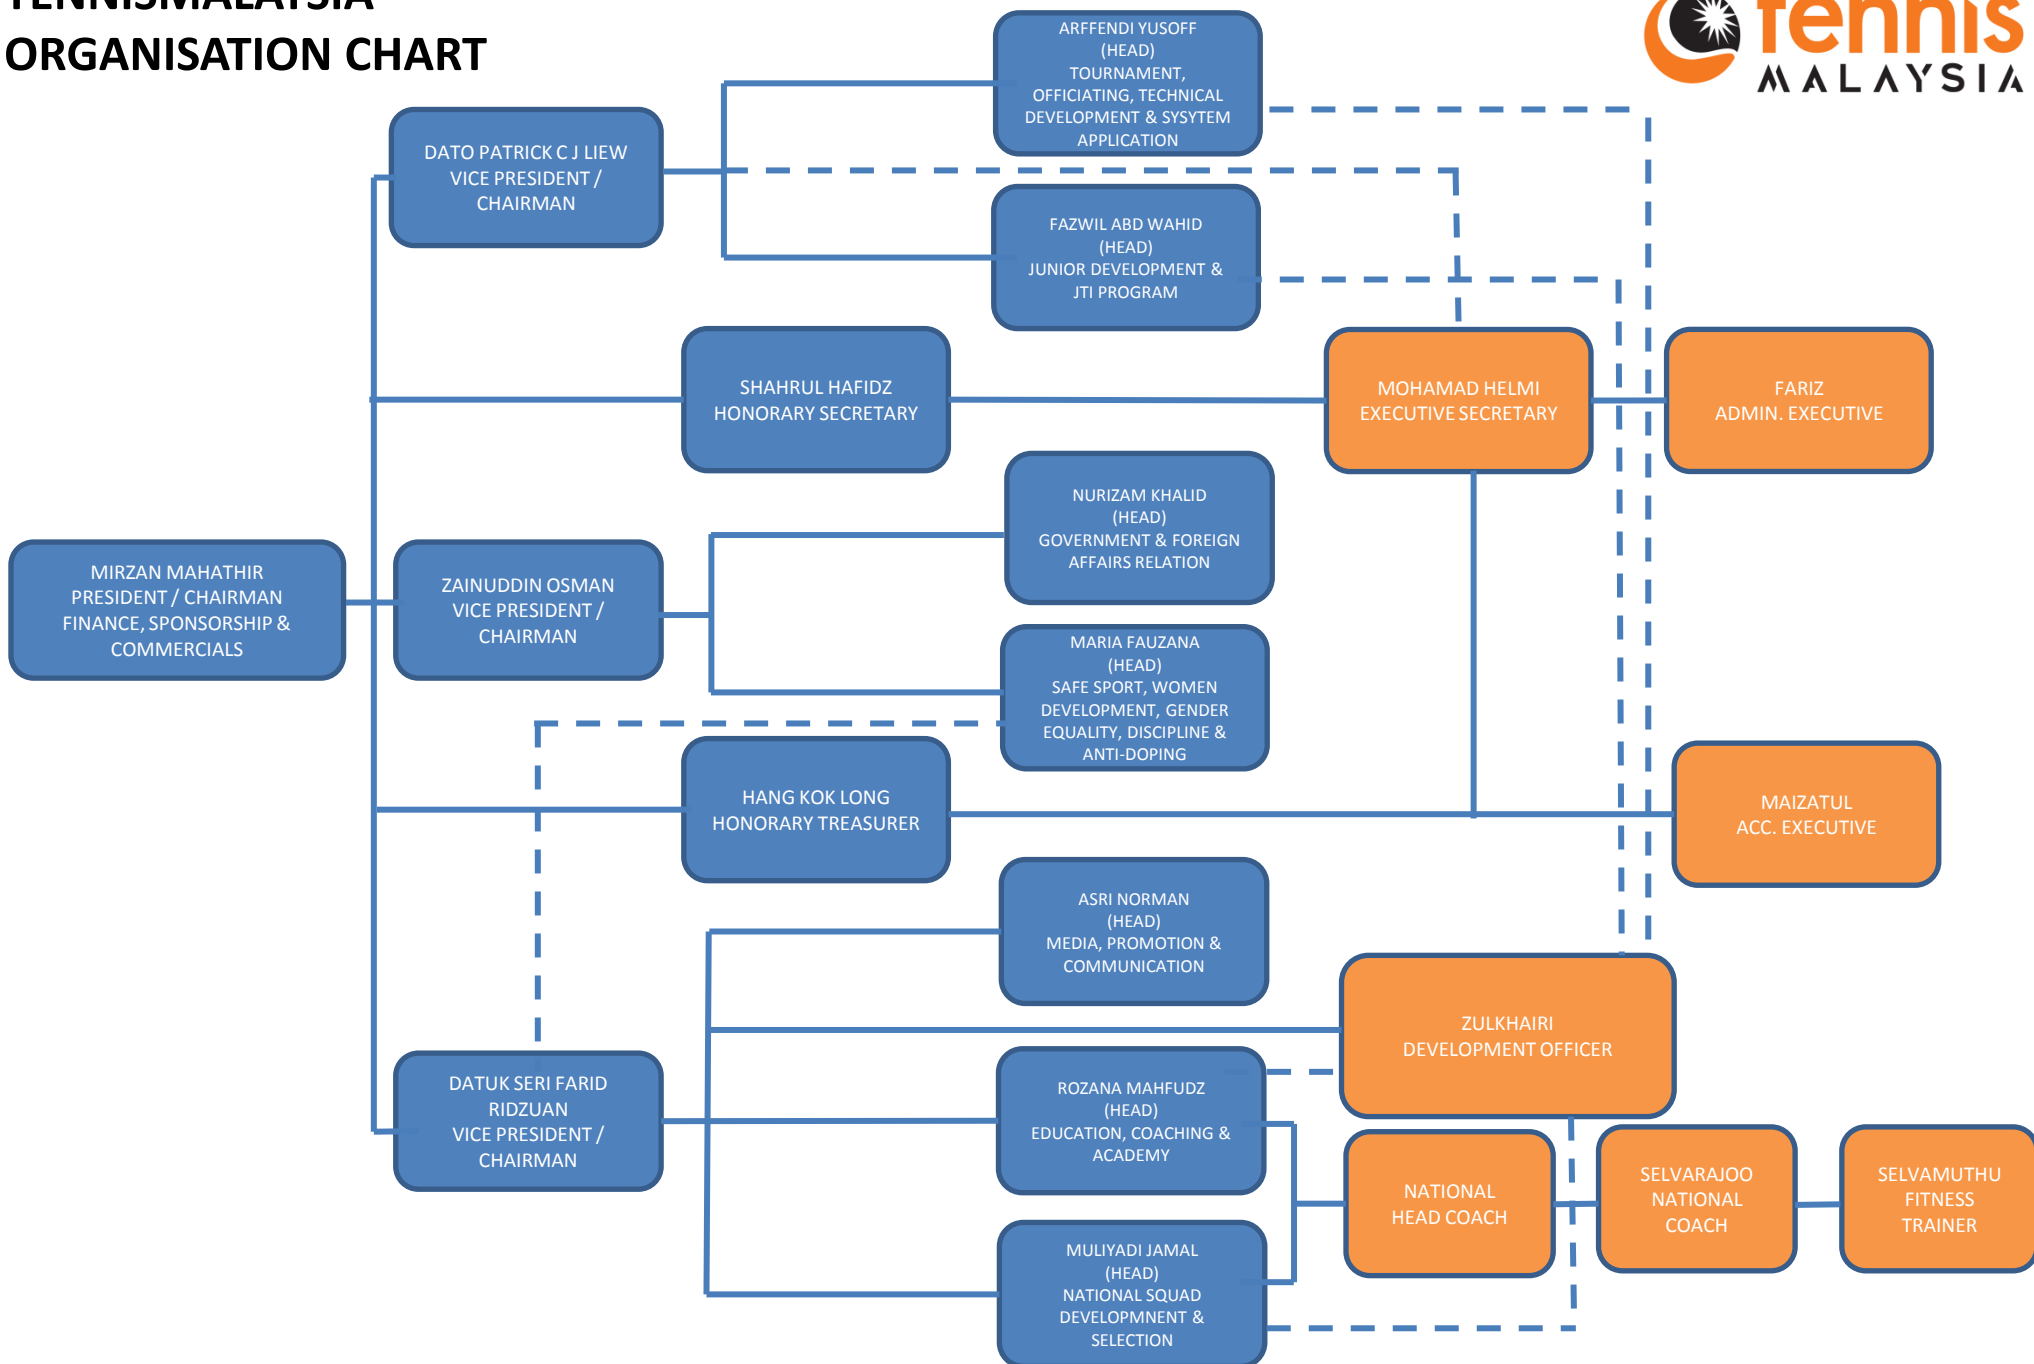 TENNISMALAYSIA
ORGANISATION CHART
tennis
MALAYSIA
ARFFENDI YUSOFF
(HEAD)
TOURNAMENT,
OFFICIATING, TECHNICAL
DEVELOPMENT & SYSYTEM
APPLICATION
DATO PATRICK C J LIEW
VICE PRESIDENT /
CHAIRMAN
FAZWIL ABD WAHID
(HEAD)
JUNIOR DEVELOPMENT &
JTI PROGRAM
SHAHRUL HAFIDZ
HONORARY SECRETARY
MOHAMAD HELMI
EXECUTIVE SECRETARY
FARIZ
ADMIN. EXECUTIVE
NURIZAM KHALID
(HEAD)
GOVERNMENT & FOREIGN
AFFAIRS RELATION
MIRZAN MAHATHIR
PRESIDENT / CHAIRMAN
FINANCE, SPONSORSHIP &
COMMERCIALS
ZAINUDDIN OSMAN
VICE PRESIDENT /
CHAIRMAN
MARIA FAUZANA
(HEAD)
SAFE SPORT, WOMEN
DEVELOPMENT, GENDER
EQUALITY, DISCIPLINE &
ANTI-DOPING
HANG KOK LONG
HONORARY TREASURER
MAIZATUL
ACC. EXECUTIVE
ASRI NORMAN
(HEAD)
MEDIA, PROMOTION &
COMMUNICATION
ZULKHAIRI
DEVELOPMENT OFFICER
DATUK SERI FARID
RIDZUAN
VICE PRESIDENT /
CHAIRMAN
ROZANA MAHFUDZ
(HEAD)
EDUCATION, COACHING &
ACADEMY
NATIONAL
HEAD COACH
SELVARAJOO
NATIONAL
COACH
SELVAMUTHU
FITNESS
TRAINER
MULIYADI JAMAL
(HEAD)
NATIONAL SQUAD
DEVELOPMNENT &
SELECTION